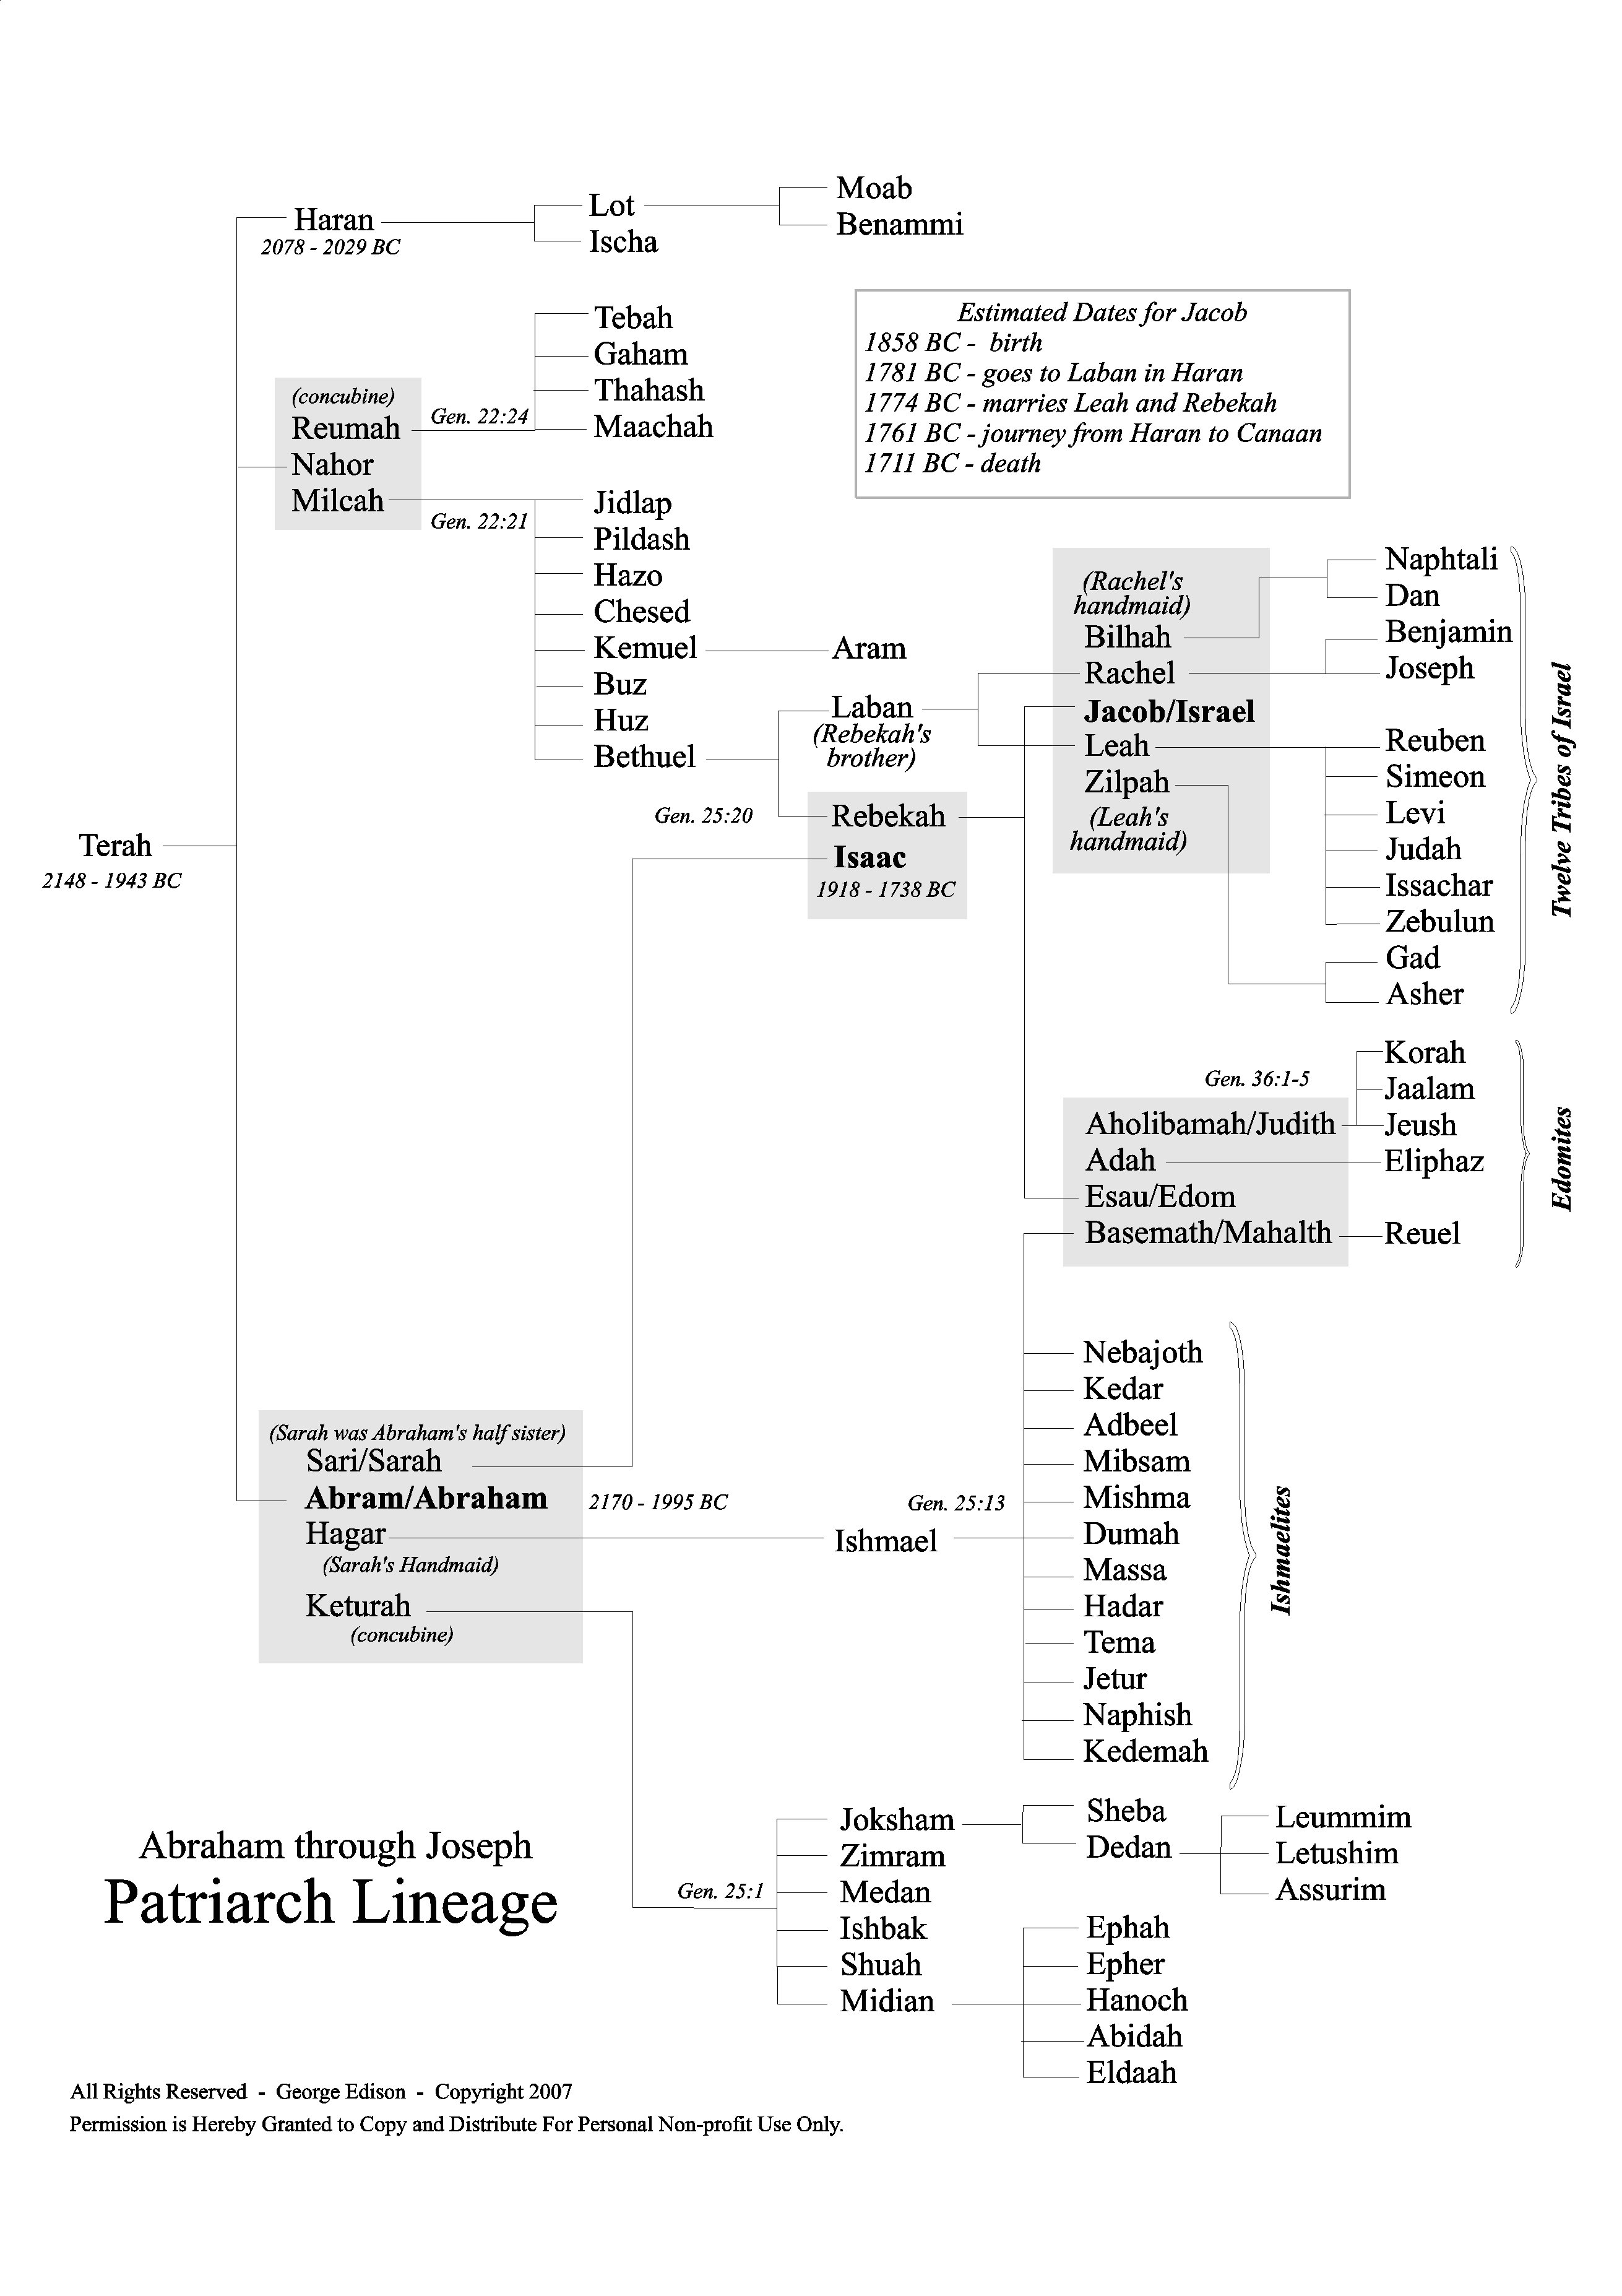 Moab
Lot
Benammi
Haran
2078 - 2029 BC
Ischa
Estimated Dates for Jacob
1858 BC -  birth
1781 BC - goes to Laban in Haran
1774 BC - marries Leah and Rebekah
1761 BC - journey from Haran to Canaan
1711 BC - death
Tebah
Gaham
Thahash
Maachah
(concubine)
Reumah
Gen. 22:24
Nahor
Milcah
Gen. 22:21
Jidlap
Pildash
Hazo
Chesed
Kemuel
Buz
Huz
Bethuel
Aram
Laban
(Rebekah's
brother)
Gen. 25:20
Rebekah
Isaac
1918 - 1738 BC
(Rachel's
handmaid)
Bilhah
Rachel
Jacob/Israel
Leah
Zilpah
(Leah's
handmaid)
Naphtali
Dan
Benjamin
Joseph
Reuben
Simeon
Levi
Judah
Issachar
Zebulun
Gad
Asher
Twelve Tribes of Israel
Terah
2148 - 1943 BC
Gen. 36:1-5
Korah
Jaalam
Jeush
Eliphaz
Reuel
Aholibamah/Judith
Adah
Esau/Edom
Basemath/Mahalth
Edomites
(Sarah was Abraham's half sister)
Sari/Sarah
Abram/Abraham
2170 - 1995 BC
Hagar
(Sarah's Handmaid)
Keturah
(concubine)
Gen. 25:13
Ishmael
Nebajoth
Kedar
Adbeel
Mibsam
Mishma
Dumah
Massa
Hadar
Tema
Jetur
Naphish
Kedemah
Ishmaelites
Gen. 25:1
Joksham
Zimram
Medan
Ishbak
Shuah
Midian
Sheba
Dedan
Leummim
Letushim
Assurim
Ephah
Epher
Hanoch
Abidah
Eldaah
Abraham through Joseph
Patriarch Lineage
All Rights Reserved  -  George Edison  -  Copyright 2007
Permission is Hereby Granted to Copy and Distribute For Personal Non-profit Use Only.